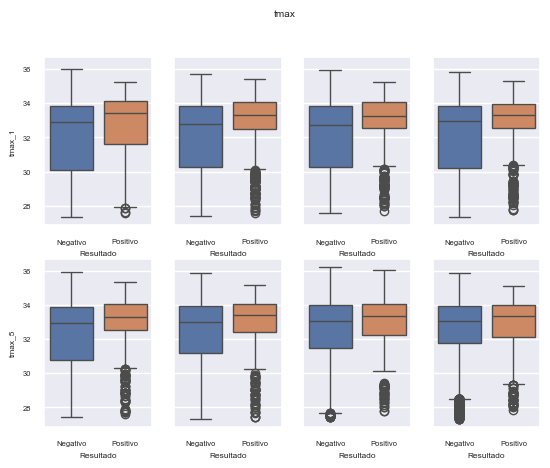 tmax
36
34
32
30
28
tmax_1
Negativo Positivo Negativo Positivo Negativo Positivo Negativo Positivo
Resultado Resultado Resultado Resultado
36
34
32
30
28
tmax_5
Negativo Positivo Negativo Positivo Negativo Positivo Negativo Positivo
Resultado Resultado Resultado Resultado